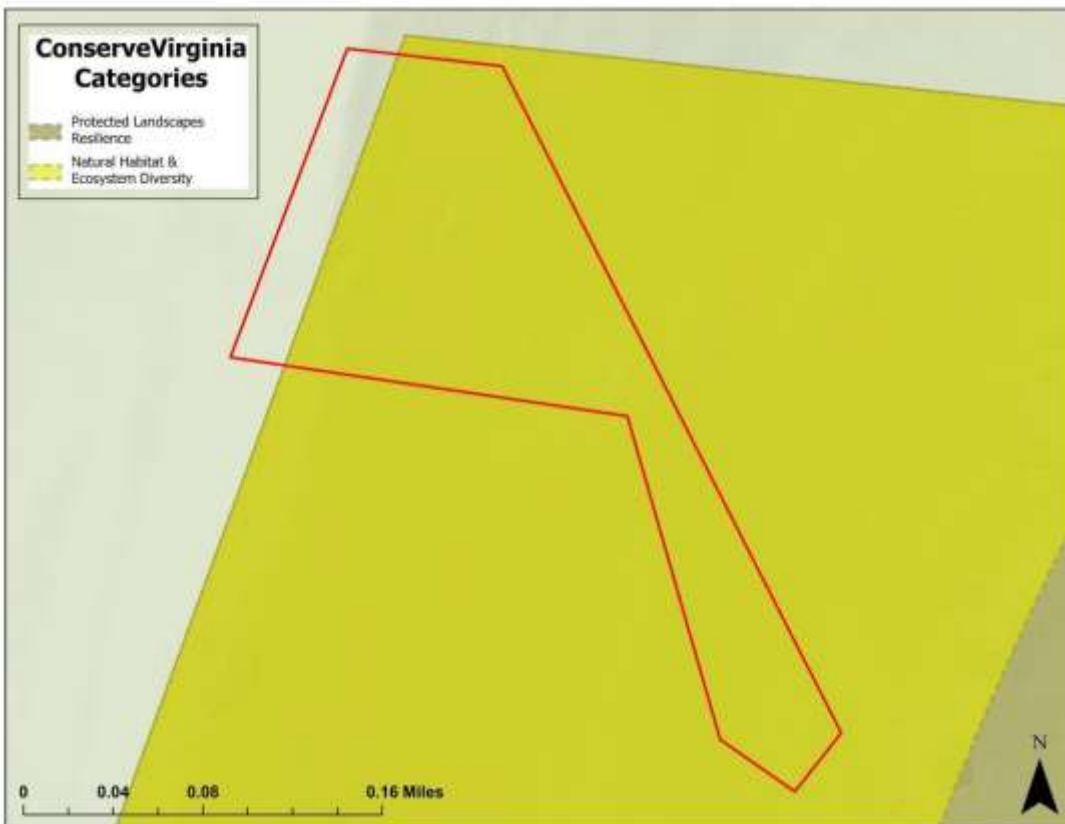 ConserveVirginia
Categories
Protected Landscapes
Resilience
Natural Habitat &
Ecosystem Diversity
N
0 0.04 0.08 0.16 Miles